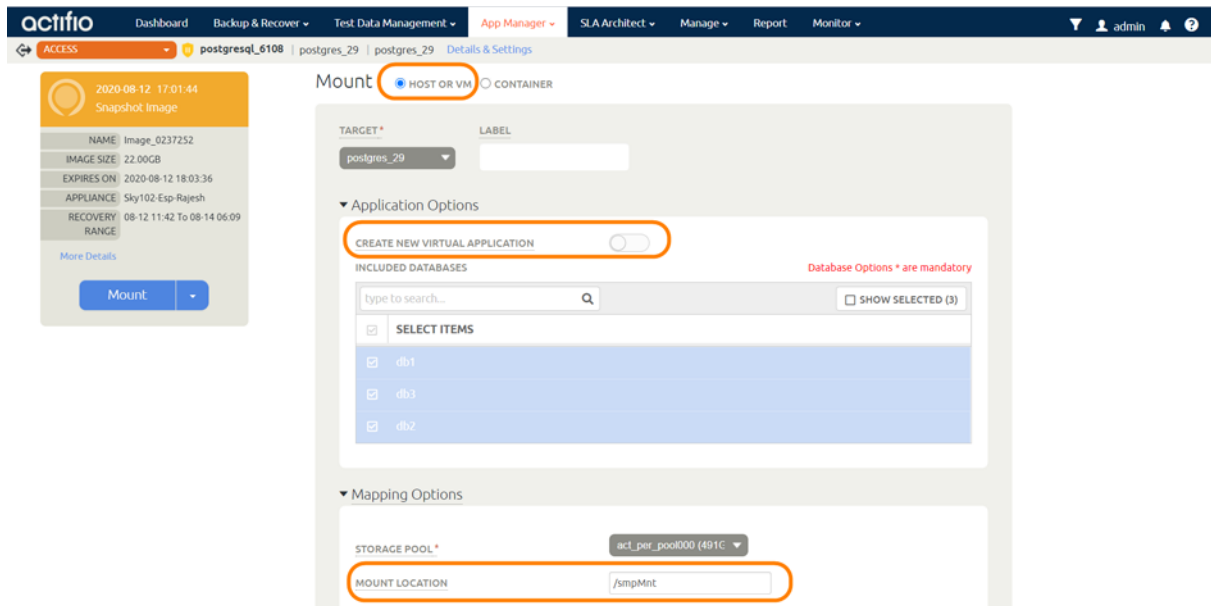 actifio Dashboard Backup & Recover Test Data Management App Manager SLA Architect Manage Report Monitor admin
ACCESS postgresql_6108 | postgres_29 | postgres_29 Details & Settings
2020-08-12 17:01:44
Snapshot Image
NAME Image_0237252
IMAGE SIZE 22.00GB
EXPIRES ON 2020-08-12 18:03:36
APPLIANCE Sky102-Esp-Rajesh
RECOVERY RANGE 08-12 11:42 To 08-14 06:09
More Details
Mount
Mount HOST OR VM CONTAINER
TARGET* LABEL
postgres_29
Application Options
CREATE NEW VIRTUAL APPLICATION
INCLUDED DATABASES Database Options * are mandatory
type to search... SHOW SELECTED (3)
SELECT ITEMS
db1
db3
db2
Mapping Options
STORAGE POOL* act_per_pool000 (491G
MOUNT LOCATION /smpMnt